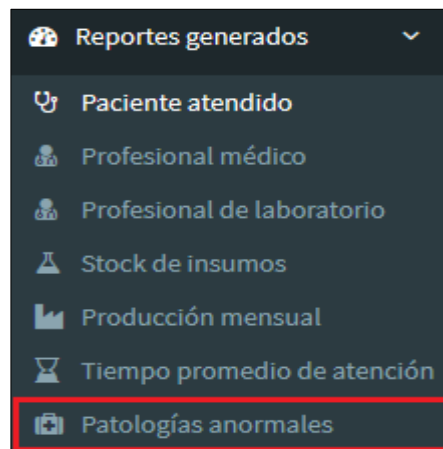 Reportes generados
Paciente atendido
Profesional médico
Profesional de laboratorio
Stock de insumos
Producción mensual
Tiempo promedio de atención
Patologías anormales